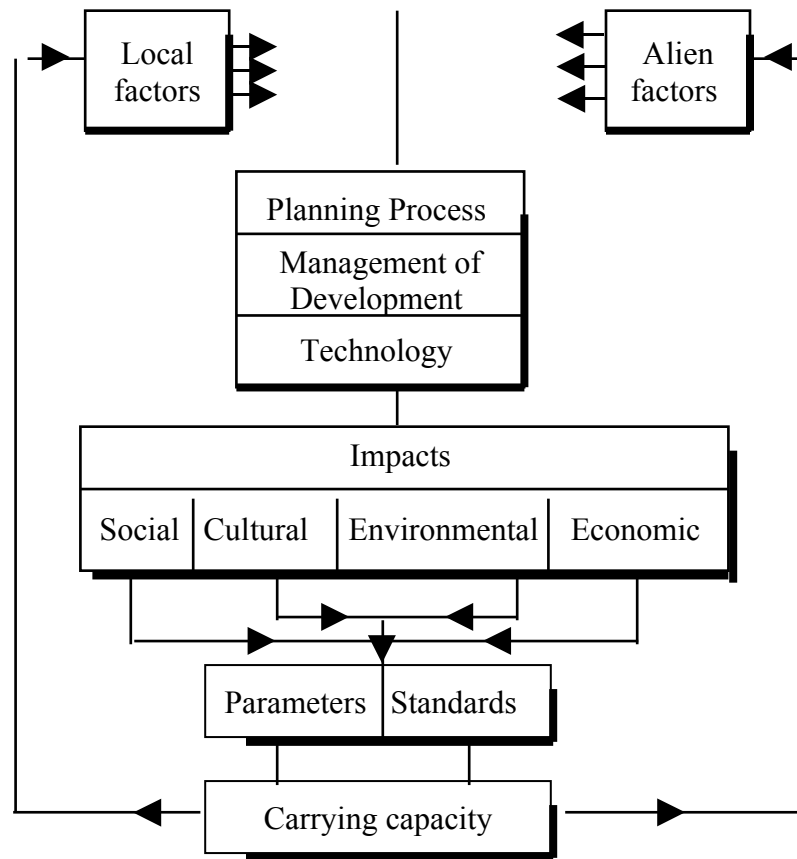 Local
factors
Alien
factors
Planning Process
Management of
Development
Technology
Impacts
Social
Cultural
Environmental
Economic
Parameters
Standards
Carrying capacity